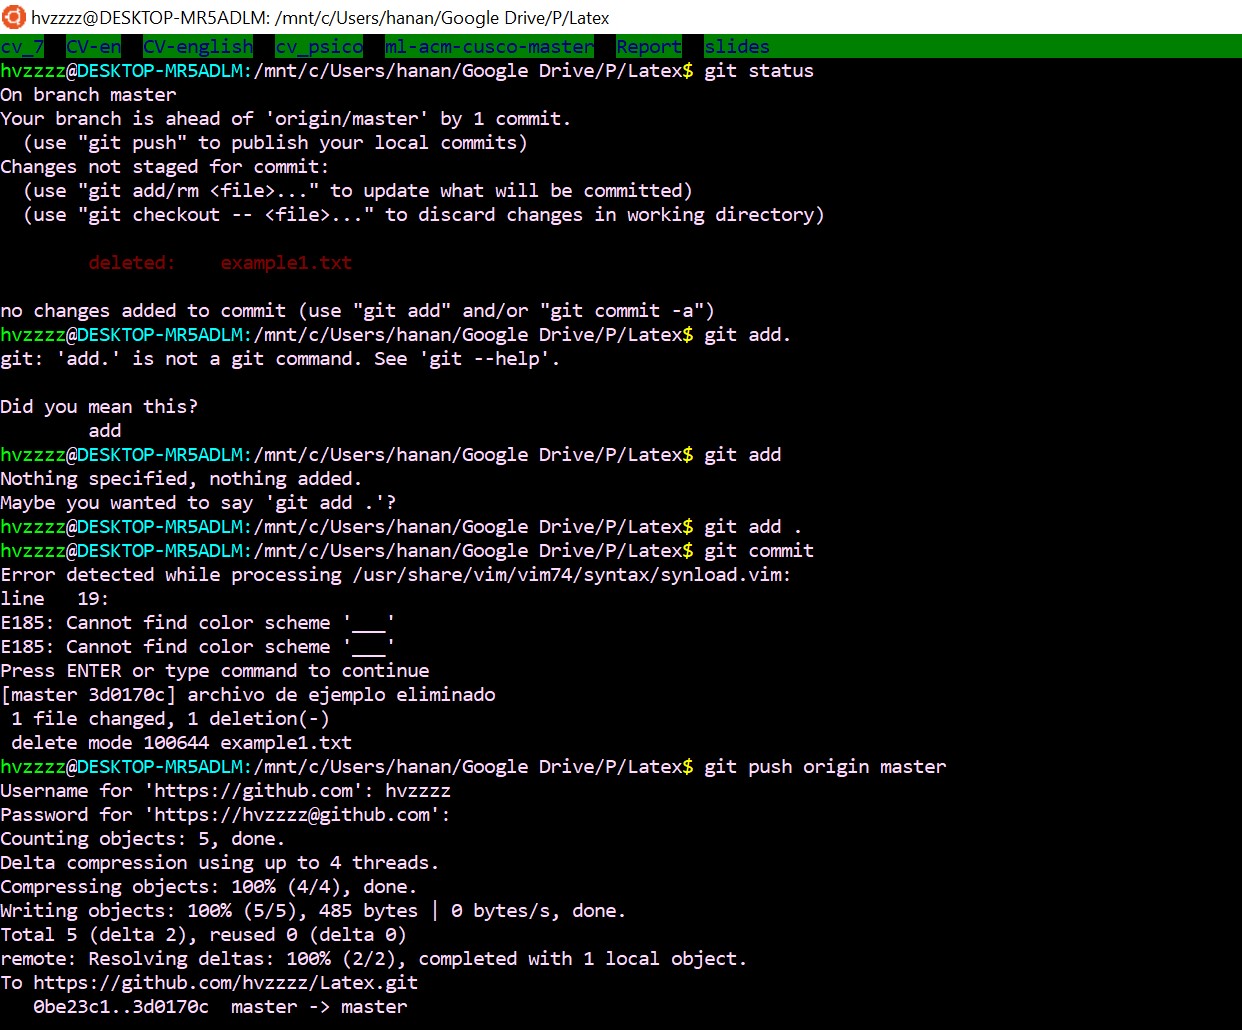 hvzzzz@DESKTOP-MR5ADLM: /mnt/c/Users/hanan/Google Drive/P/Latex
cv_7  CV-en  CV-english  cv_psico  ml-acm-cusco-master  Report  slides
hvzzzz@DESKTOP-MR5ADLM:/mnt/c/Users/hanan/Google Drive/P/Latex$ git status
On branch master
Your branch is ahead of 'origin/master' by 1 commit.
  (use "git push" to publish your local commits)
Changes not staged for commit:
  (use "git add/rm <file>..." to update what will be committed)
  (use "git checkout -- <file>..." to discard changes in working directory)
        deleted:    example1.txt
no changes added to commit (use "git add" and/or "git commit -a")
hvzzzz@DESKTOP-MR5ADLM:/mnt/c/Users/hanan/Google Drive/P/Latex$ git add.
git: 'add.' is not a git command. See 'git --help'.
Did you mean this?
        add
hvzzzz@DESKTOP-MR5ADLM:/mnt/c/Users/hanan/Google Drive/P/Latex$ git add
Nothing specified, nothing added.
Maybe you wanted to say 'git add .'?
hvzzzz@DESKTOP-MR5ADLM:/mnt/c/Users/hanan/Google Drive/P/Latex$ git add .
hvzzzz@DESKTOP-MR5ADLM:/mnt/c/Users/hanan/Google Drive/P/Latex$ git commit
Error detected while processing /usr/share/vim/vim74/syntax/synload.vim:
line   19:
E185: Cannot find color scheme '___'
E185: Cannot find color scheme '___'
Press ENTER or type command to continue
[master 3d0170c] archivo de ejemplo eliminado
 1 file changed, 1 deletion(-)
 delete mode 100644 example1.txt
hvzzzz@DESKTOP-MR5ADLM:/mnt/c/Users/hanan/Google Drive/P/Latex$ git push origin master
Username for 'https://github.com': hvzzzz
Password for 'https://hvzzzz@github.com':
Counting objects: 5, done.
Delta compression using up to 4 threads.
Compressing objects: 100% (4/4), done.
Writing objects: 100% (5/5), 485 bytes | 0 bytes/s, done.
Total 5 (delta 2), reused 0 (delta 0)
remote: Resolving deltas: 100% (2/2), completed with 1 local object.
To https://github.com/hvzzzz/Latex.git
   0be23c1..3d0170c  master -> master